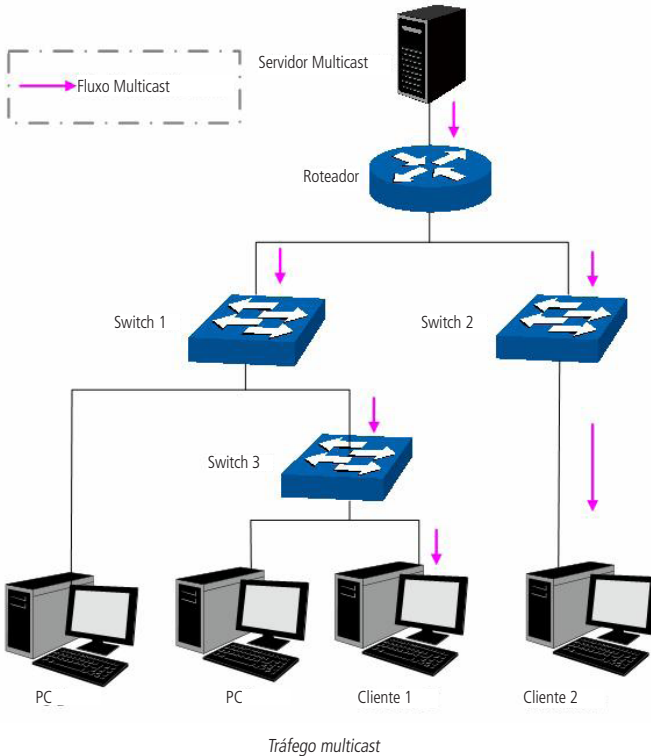 Servidor Multicast
Fluxo Multicast
Roteador
Switch 1
Switch 2
Switch 3
PC
PC
Cliente 1
Cliente 2
Tráfego multicast